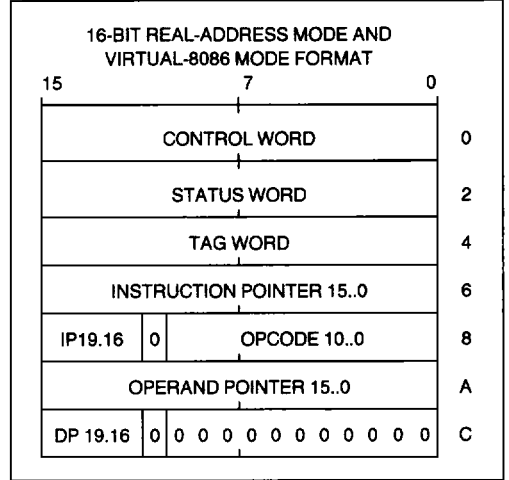 16-BIT REAL-ADDRESS MODE AND
VIRTUAL-8086 MODE FORMAT
15 7 0
CONTROL WORD 0
STATUS WORD 2
TAG WORD 4
INSTRUCTION POINTER 15..0 6
IP19.16 0 OPCODE 10..0 8
OPERAND POINTER 15..0 A
DP 19.16 0 0 0 0 0 0 0 0 0 0 0 0 C